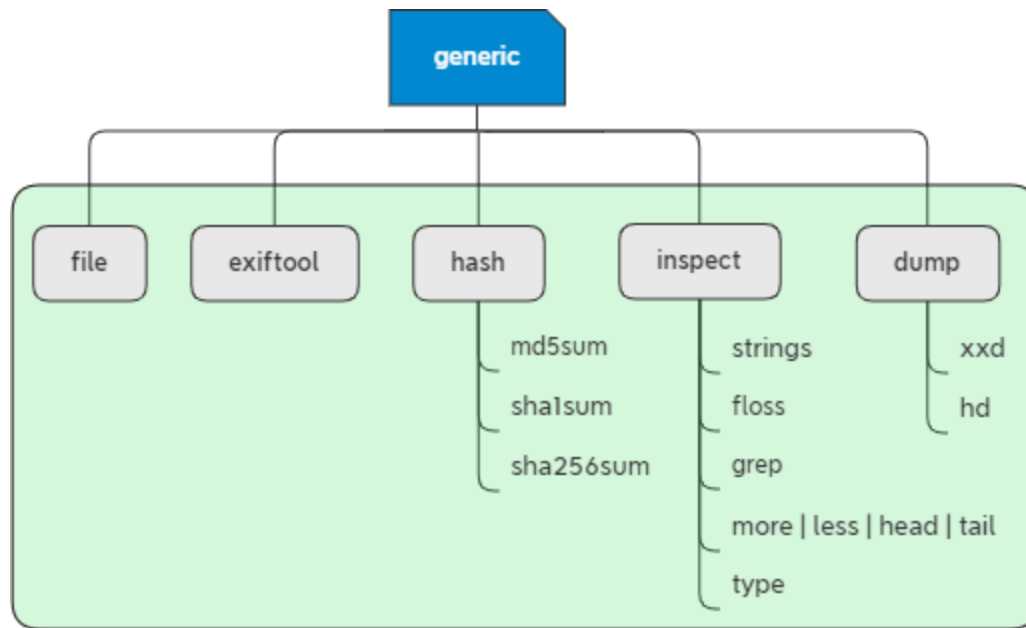 generic
file
exiftool
hash
inspect
dump
md5sum
sha1sum
sha256sum
strings
floss
grep
more | less | head | tail
type
xxd
hd